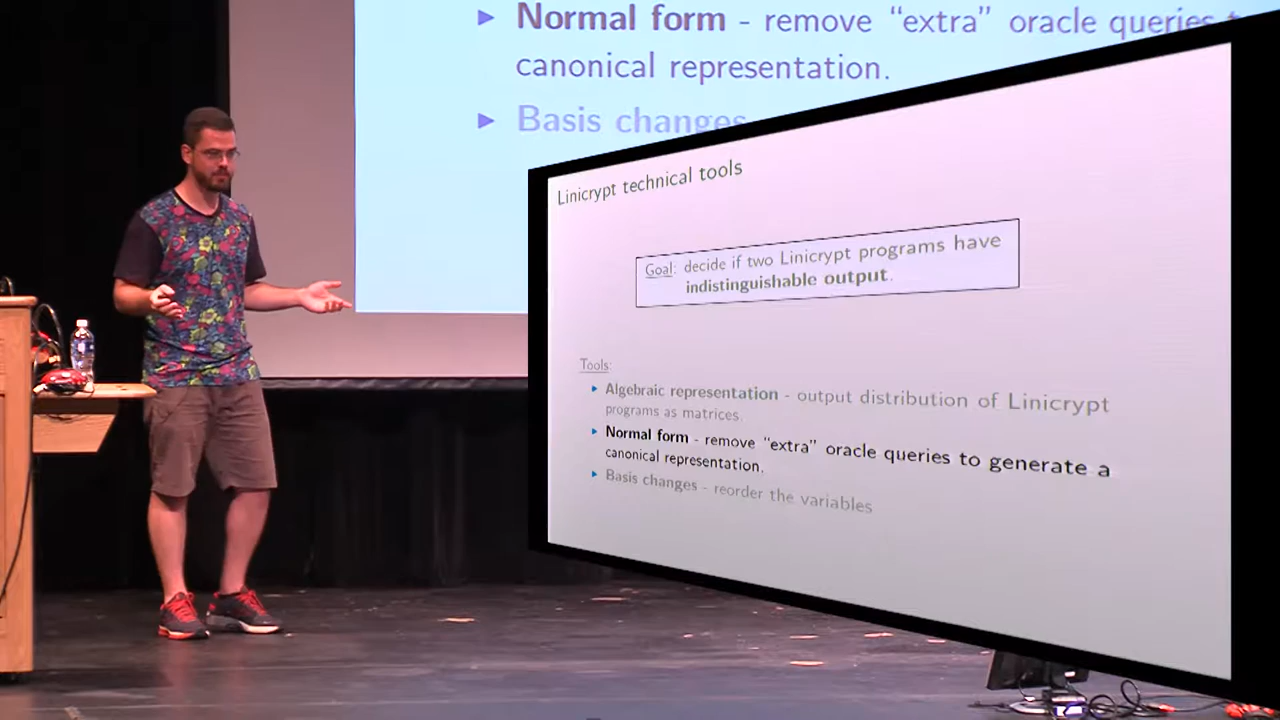 ▶ Normal form - remove “extra” oracle queries
canonical representation.
▶ Basis changes
Linicrypt technical tools
Goal: decide if two Linicrypt programs have
indistinguishable output.
Tools:
▶ Algebraic representation - output distribution of Linicrypt
programs as matrices.
▶ Normal form - remove “extra” oracle queries to generate a
canonical representation.
▶ Basis changes - reorder the variables